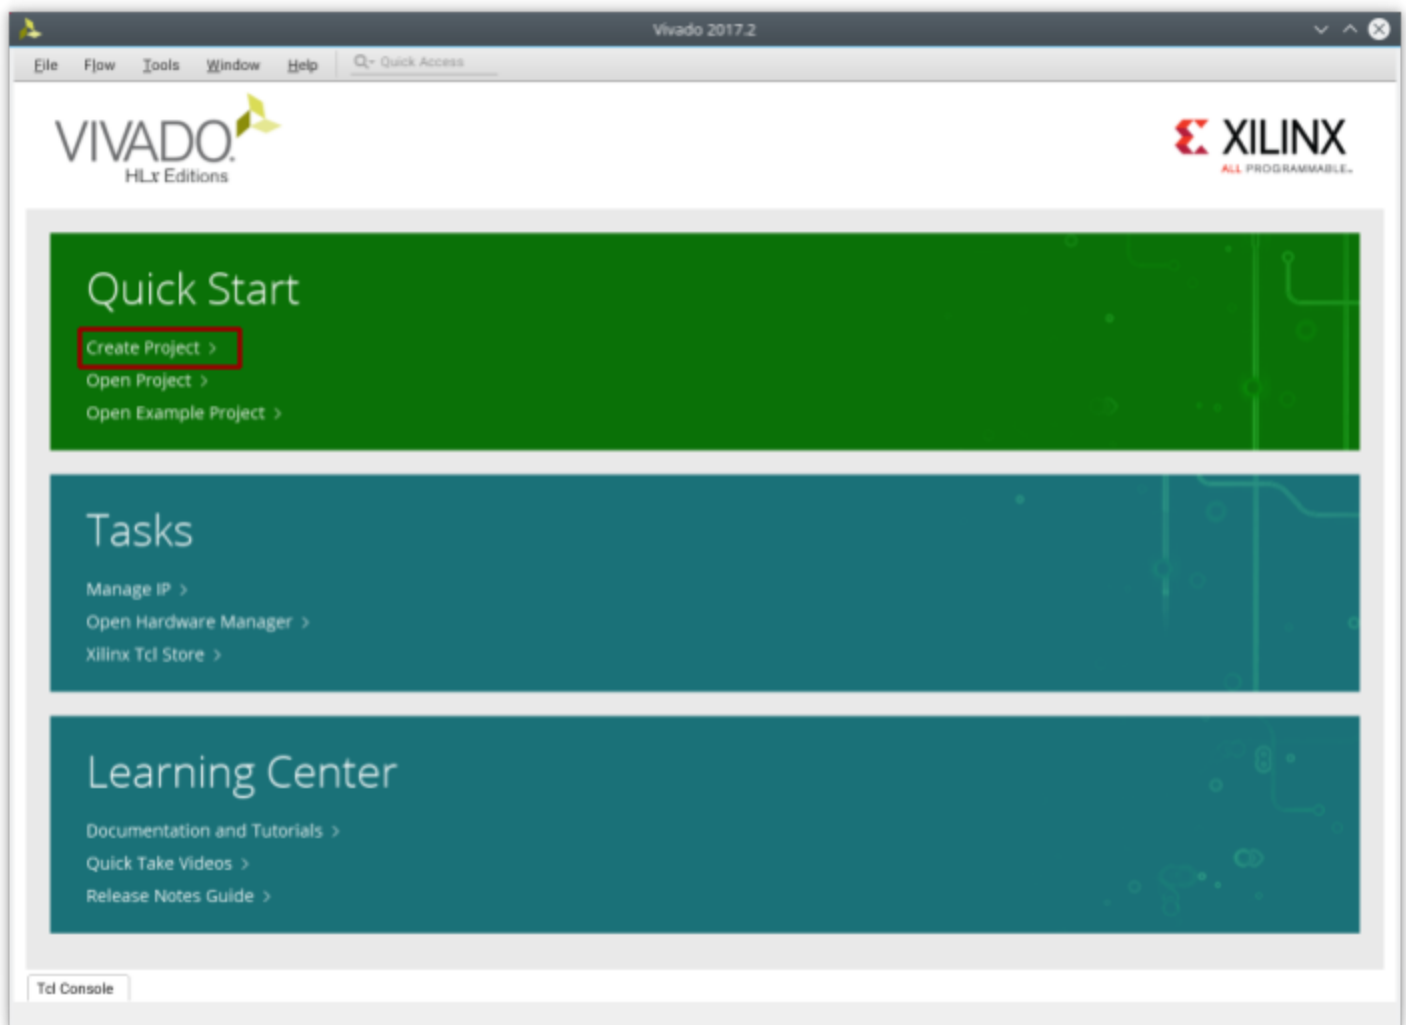 Vivado 2017.2
File Flow Tools Window Help Quick Access
VIVADO.
HLx Editions
XILINX
ALL PROGRAMMABLE™
Quick Start
Create Project >
Open Project >
Open Example Project >
Tasks
Manage IP >
Open Hardware Manager >
Xilinx Tcl Store >
Learning Center
Documentation and Tutorials >
Quick Take Videos >
Release Notes Guide >
Tcl Console